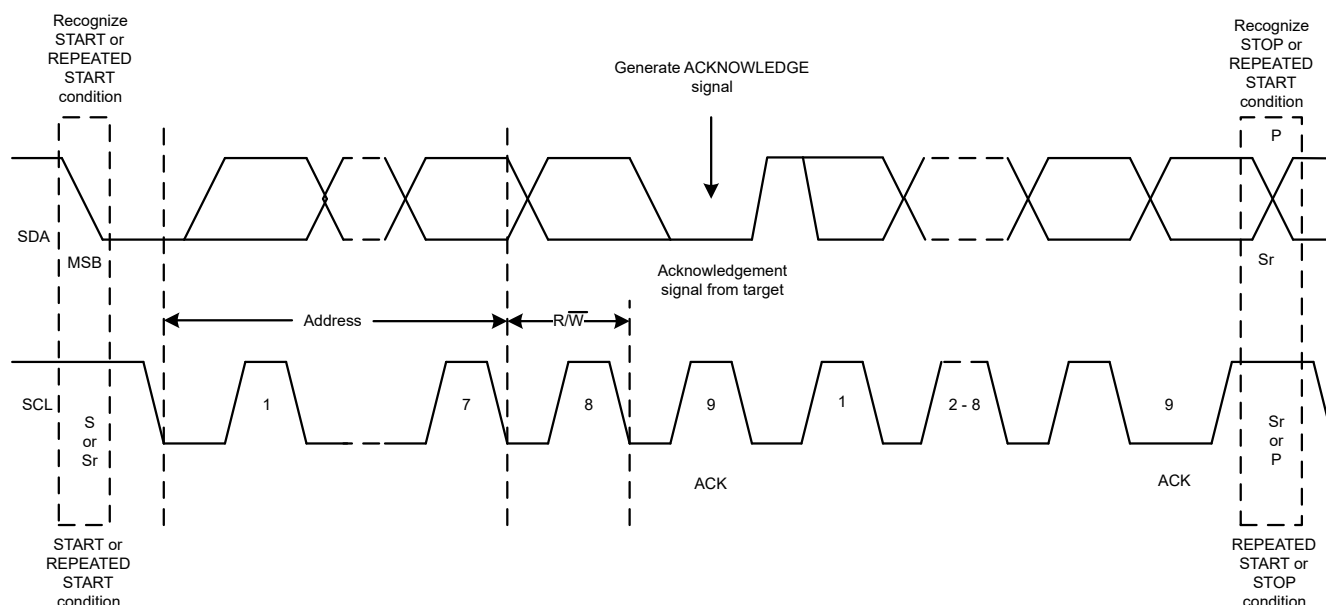 Recognize
START or
REPEATED
START
condition
Generate ACKNOWLEDGE
signal
Recognize
STOP or
REPEATED
START
condition
P
SDA
MSB
Acknowledgement
signal from target
Sr
Address
R/W̅
SCL
S
or
Sr
1
7
8
9
1
2 - 8
9
Sr
or
P
ACK
ACK
START or
REPEATED
START
condition
REPEATED
START or
STOP
condition